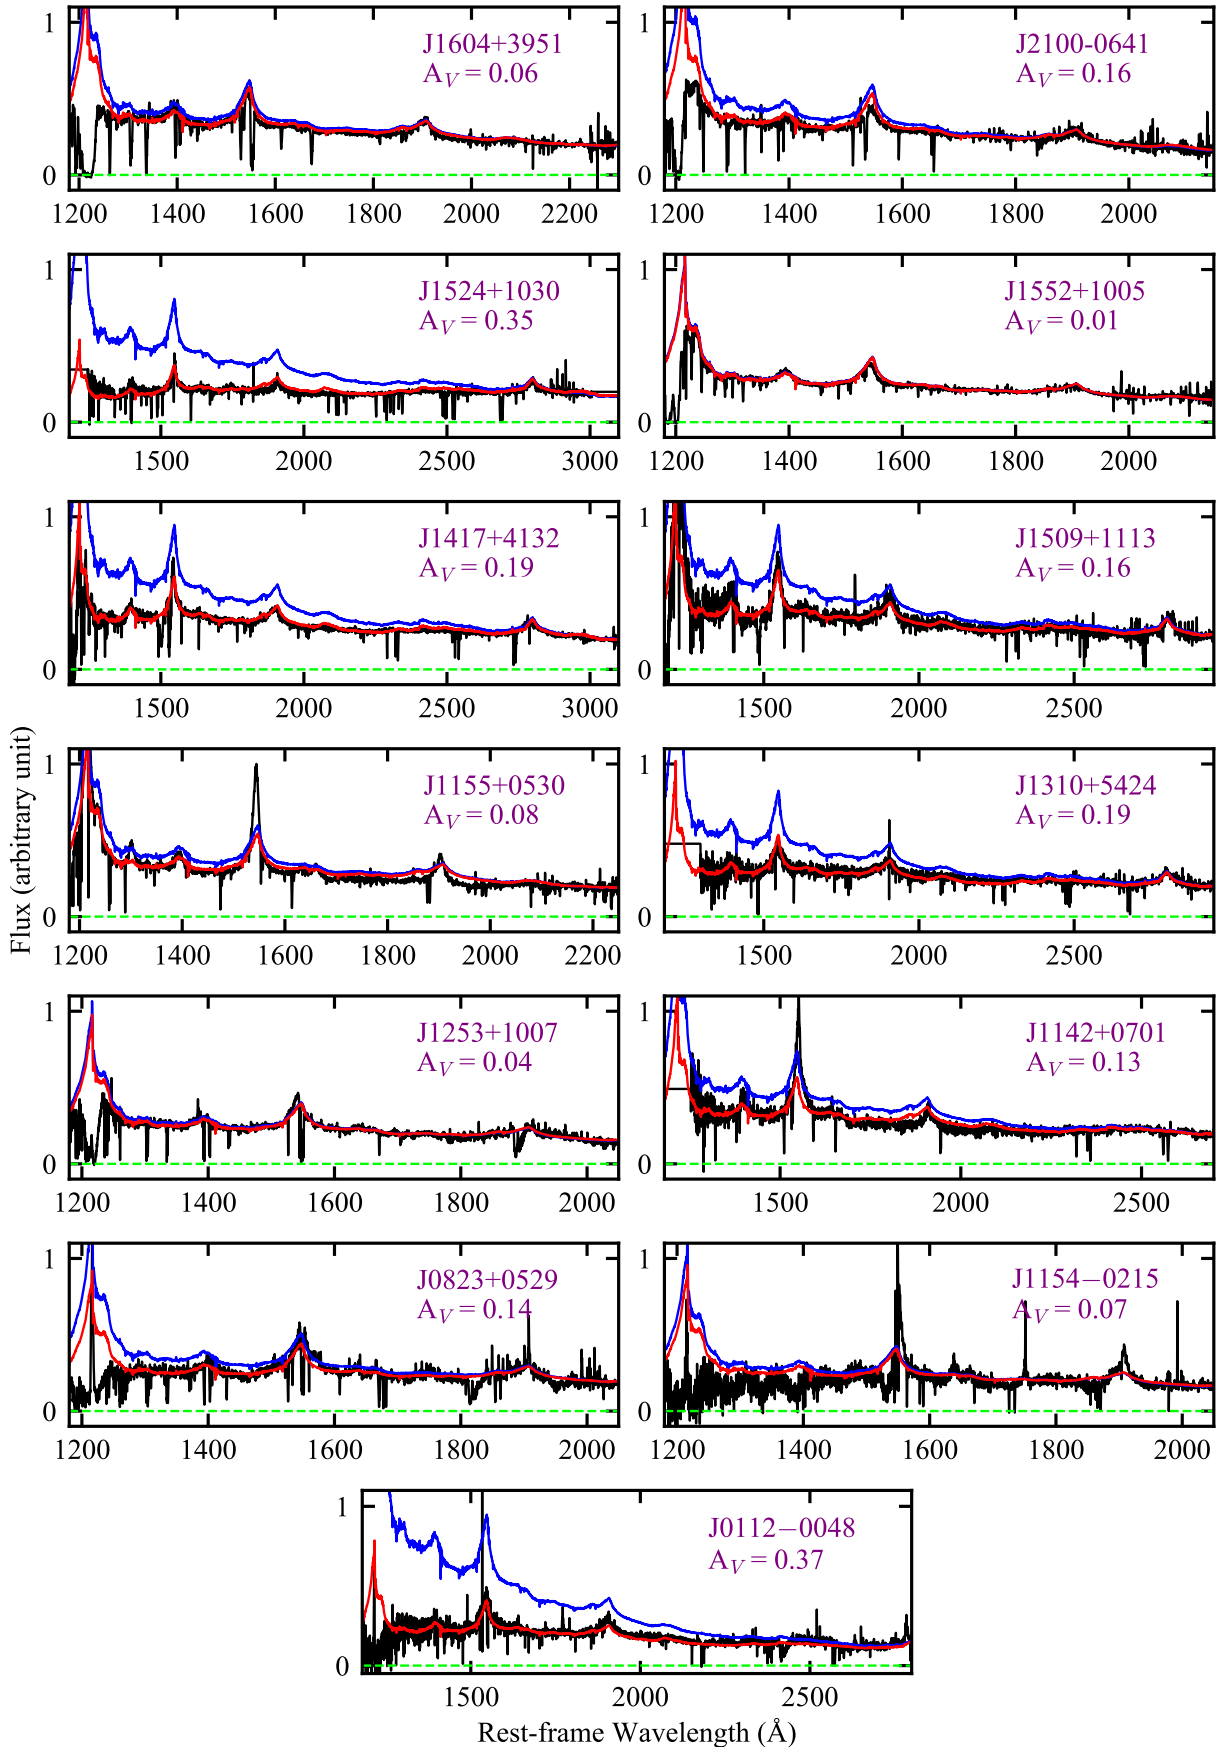 1
0
J1604+3951
A_V = 0.06
1200 1400 1600 1800 2000 2200
1
0
J2100-0641
A_V = 0.16
1200 1400 1600 1800 2000
1
0
J1524+1030
A_V = 0.35
1500 2000 2500 3000
J1552+1005
A_V = 0.01
1
0
1200 1400 1600 1800 2000
1
0
J1417+4132
A_V = 0.19
1500 2000 2500 3000
1
0
J1509+1113
A_V = 0.16
1500 2000 2500
Flux (arbitrary unit)
1
0
J1155+0530
A_V = 0.08
1200 1400 1600 1800 2000 2200
1
0
J1310+5424
A_V = 0.19
1500 2000 2500
1
0
J1253+1007
A_V = 0.04
1200 1400 1600 1800 2000
1
0
J1142+0701
A_V = 0.13
1500 2000 2500
1
0
J0823+0529
A_V = 0.14
1200 1400 1600 1800 2000
1
0
J1154−0215
A_V = 0.07
1200 1400 1600 1800 2000
1
0
J0112−0048
A_V = 0.37
1500 2000 2500
Rest-frame Wavelength (Å)